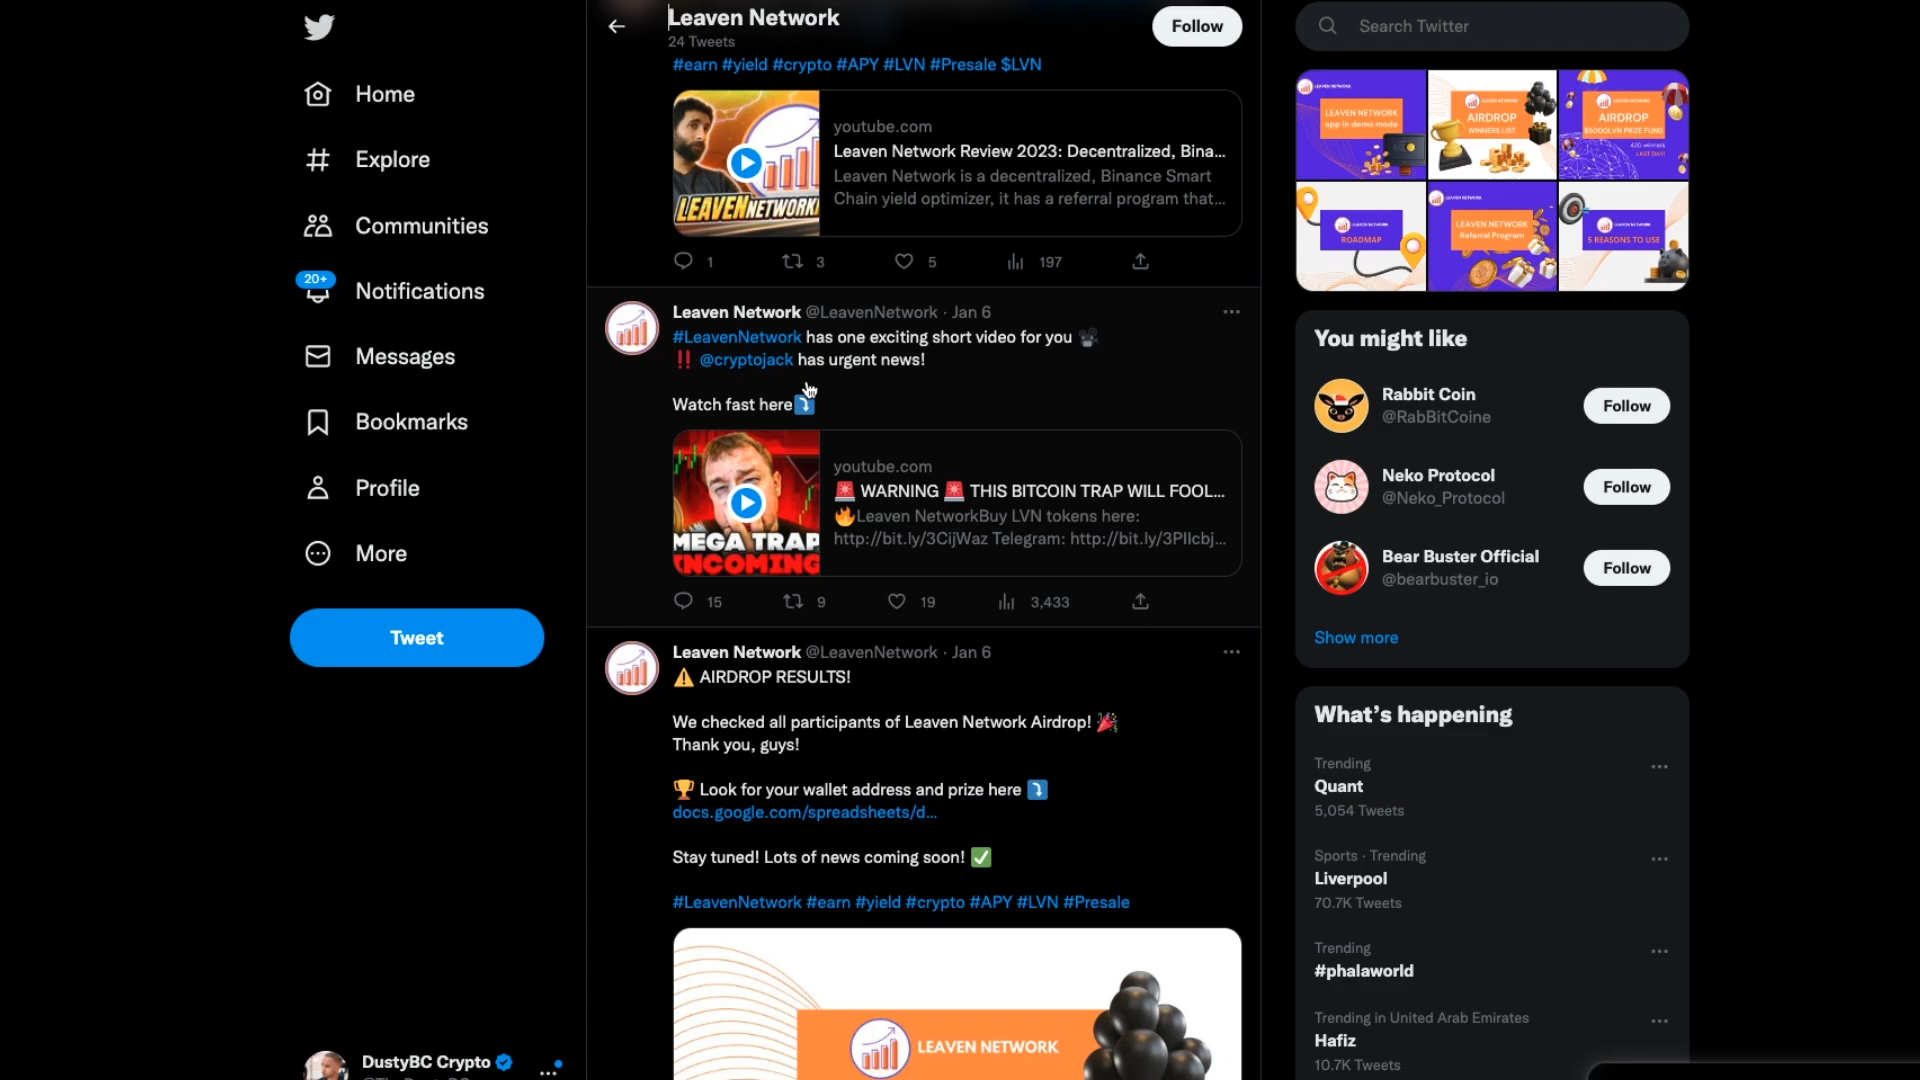 Home
Explore
Communities
20+
Notifications
Messages
Bookmarks
Profile
More
Tweet
DustyBC Crypto
Leaven Network
24 Tweets
Follow
#earn #yield #crypto #APY #LVN #Presale $LVN
LEAVENNETWORK
youtube.com
Leaven Network Review 2023: Decentralized, Bina...
Leaven Network is a decentralized, Binance Smart
Chain yield optimizer, it has a referral program that...
1
3
5
197
Leaven Network @LeavenNetwork · Jan 6
#LeavenNetwork has one exciting short video for you 🎥
‼️ @cryptojack has urgent news!
Watch fast here⤵️
MEGA TRAP
INCOMING
youtube.com
🚨 WARNING 🚨 THIS BITCOIN TRAP WILL FOOL...
🔥Leaven NetworkBuy LVN tokens here:
http://bit.ly/3CijWaz Telegram: http://bit.ly/3PIlcbj...
15
9
19
3,433
Leaven Network @LeavenNetwork · Jan 6
⚠️ AIRDROP RESULTS!
We checked all participants of Leaven Network Airdrop! 🎉
Thank you, guys!
🏆 Look for your wallet address and prize here ⤵️
docs.google.com/spreadsheets/d...
Stay tuned! Lots of news coming soon! ✅
#LeavenNetwork #earn #yield #crypto #APY #LVN #Presale
LEAVEN NETWORK
Search Twitter
LEAVEN NETWORK
LEAVEN NETWORK
app in demo mode
LEAVEN NETWORK
AIRDROP
WINNERS LIST
LEAVEN NETWORK
AIRDROP
85000LVN PRIZE FUND
420 winners
LAST DAY!
LEAVEN NETWORK
ROADMAP
LEAVEN NETWORK
LEAVEN NETWORK
Referral Program
LEAVEN NETWORK
5 REASONS TO USE
You might like
Rabbit Coin
@RabBitCoine
Follow
Neko Protocol
@Neko_Protocol
Follow
Bear Buster Official
@bearbuster_io
Follow
Show more
What's happening
Trending
Quant
5,054 Tweets
Sports · Trending
Liverpool
70.7K Tweets
Trending
#phalaworld
Trending in United Arab Emirates
Hafiz
10.7K Tweets